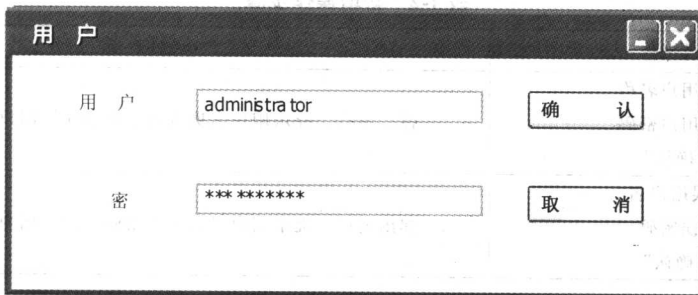 用 户
用 户 administrator 确 认
密 *** ******** 取 消